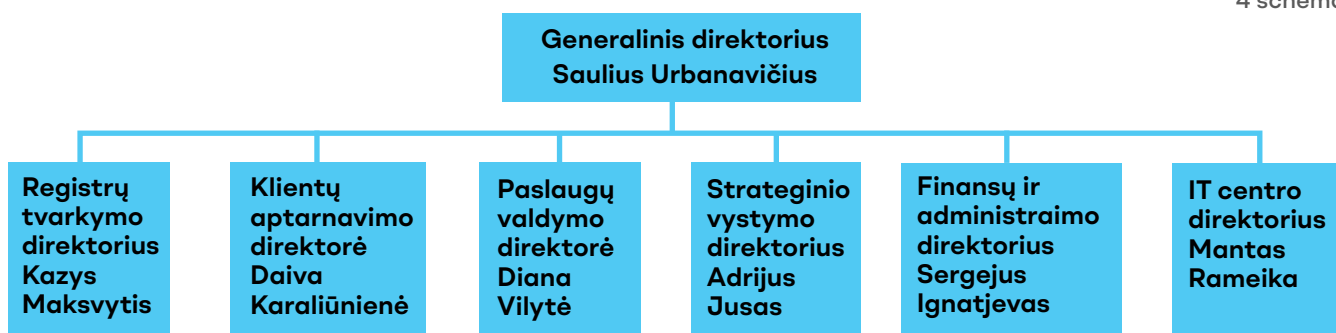 4 schema
Generalinis direktorius
Saulius Urbanavičius
Registrų
tvarkymo
direktorius
Kazys
Maksvytis
Klientų
aptarnavimo
direktorė
Daiva
Karaliūnienė
Paslaugų
valdymo
direktorė
Diana
Vilytė
Strateginio
vystymo
direktorius
Adrijus
Jusas
Finansų ir
administraimo
direktorius
Sergejus
Ignatjevas
IT centro
direktorius
Mantas
Rameika